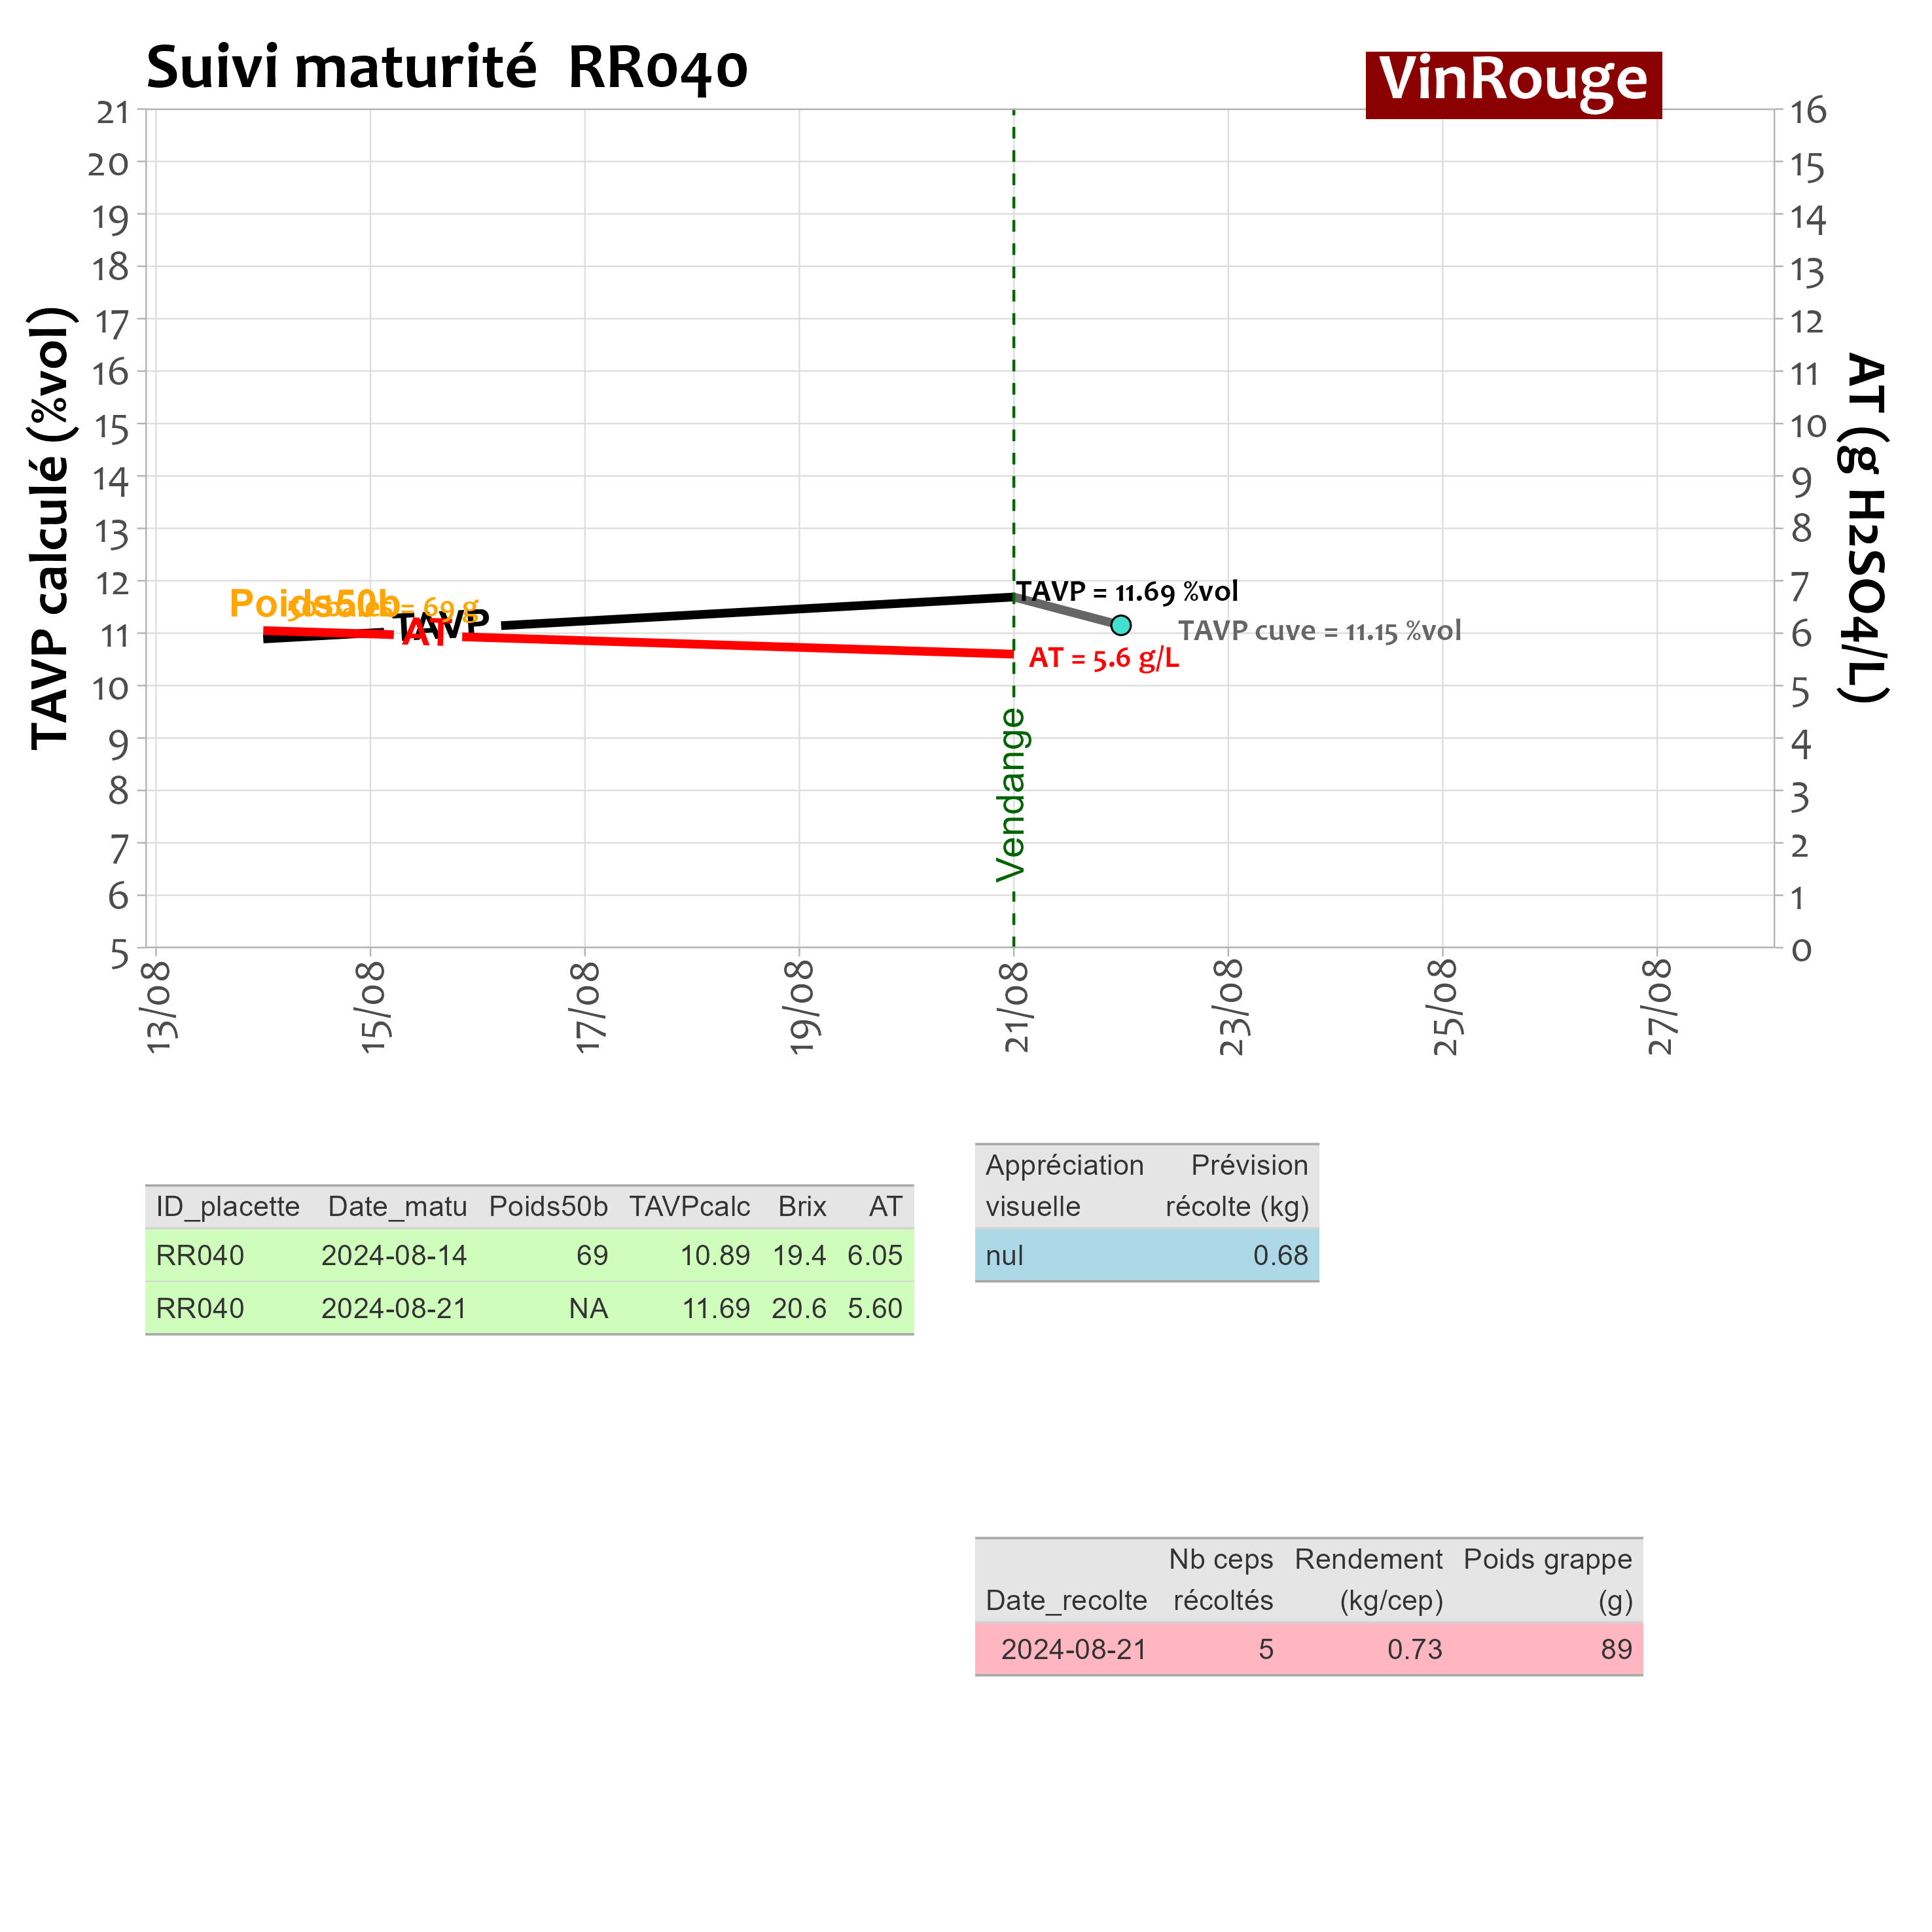 Suivi maturité RR040
VinRouge
TAVP calculé (%vol)
21
20
19
18
17
16
15
14
13
12
11
10
9
8
7
6
5
16
15
14
13
12
11
10
9
8
7
6
5
4
3
2
1
0
AT (g H2SO4/L)
Poids50b
50 baies = 69 g
TAVP
AT
TAVP = 11.69 %vol
TAVP cuve = 11.15 %vol
AT = 5.6 g/L
Vendange
13/08
15/08
17/08
19/08
21/08
23/08
25/08
27/08
ID_placette Date_matu Poids50b TAVPcalc Brix AT
RR040 2024-08-14 69 10.89 19.4 6.05
RR040 2024-08-21 NA 11.69 20.6 5.60
Appréciation Prévision
visuelle récolte (kg)
nul 0.68
Nb ceps Rendement Poids grappe
Date_recolte récoltés (kg/cep) (g)
2024-08-21 5 0.73 89